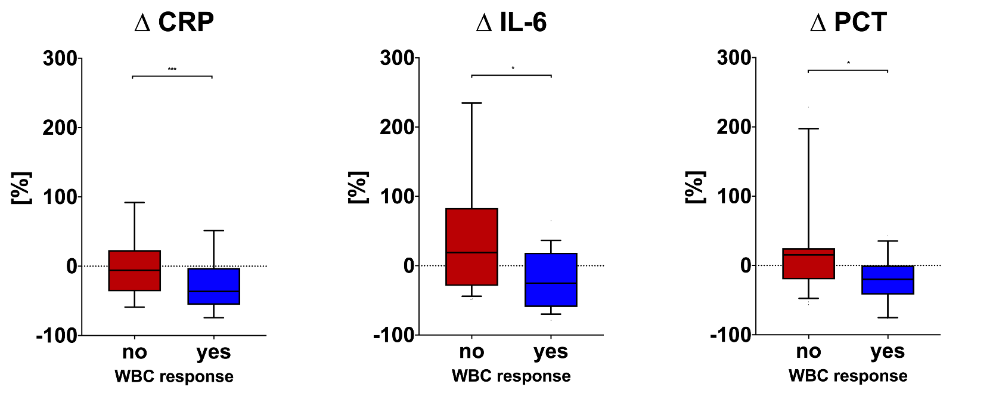 Δ CRP
300
***
200
[%]
100
0
-100
no yes
WBC response
Δ IL-6
300
*
200
[%]
100
0
-100
no yes
WBC response
Δ PCT
300
*
200
[%]
100
0
-100
no yes
WBC response